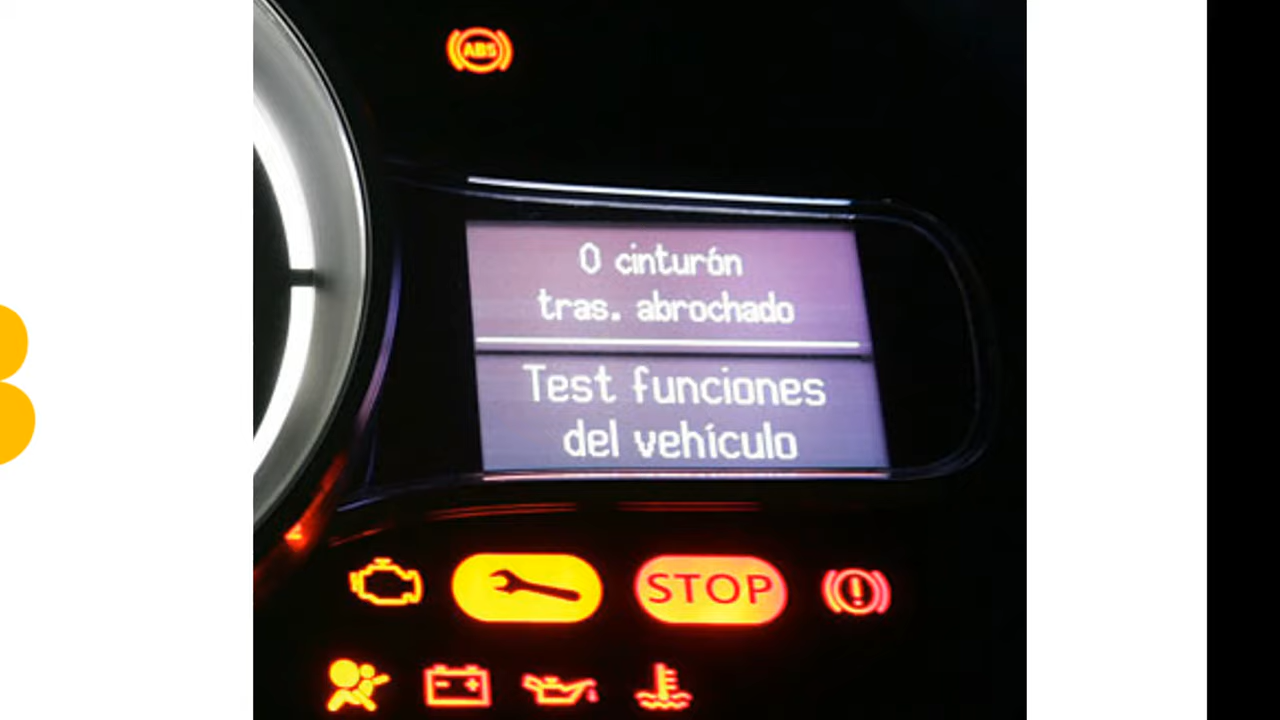 ABS
0 cinturón
tras. abrochado
Test funciones
del vehículo
STOP